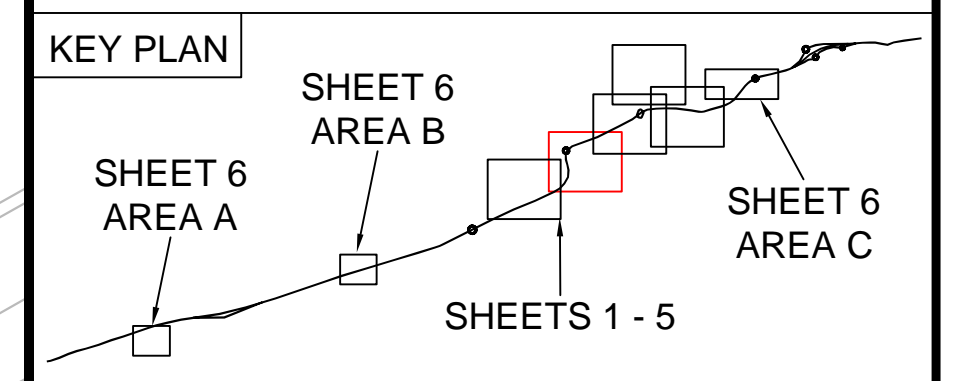 KEY PLAN
SHEET 6
AREA A
SHEET 6
AREA B
SHEETS 1 - 5
SHEET 6
AREA C